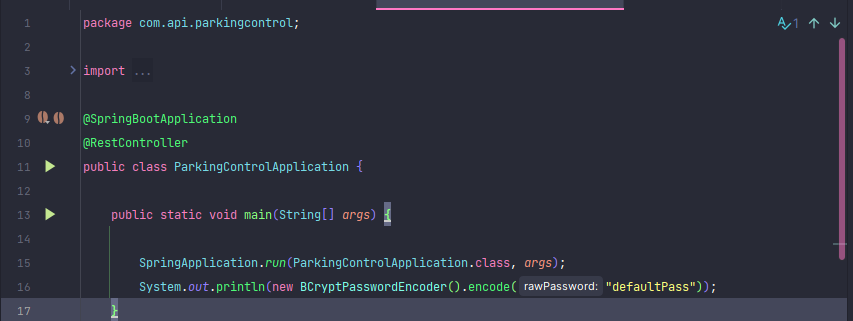 1 package com.api.parkingcontrol;
1
2
3 import ...
8
9 @SpringBootApplication
10 @RestController
11 public class ParkingControlApplication {
12
13 public static void main(String[] args) {
14
15 SpringApplication.run(ParkingControlApplication.class, args);
16 System.out.println(new BCryptPasswordEncoder().encode( rawPassword: "defaultPass"));
17 }